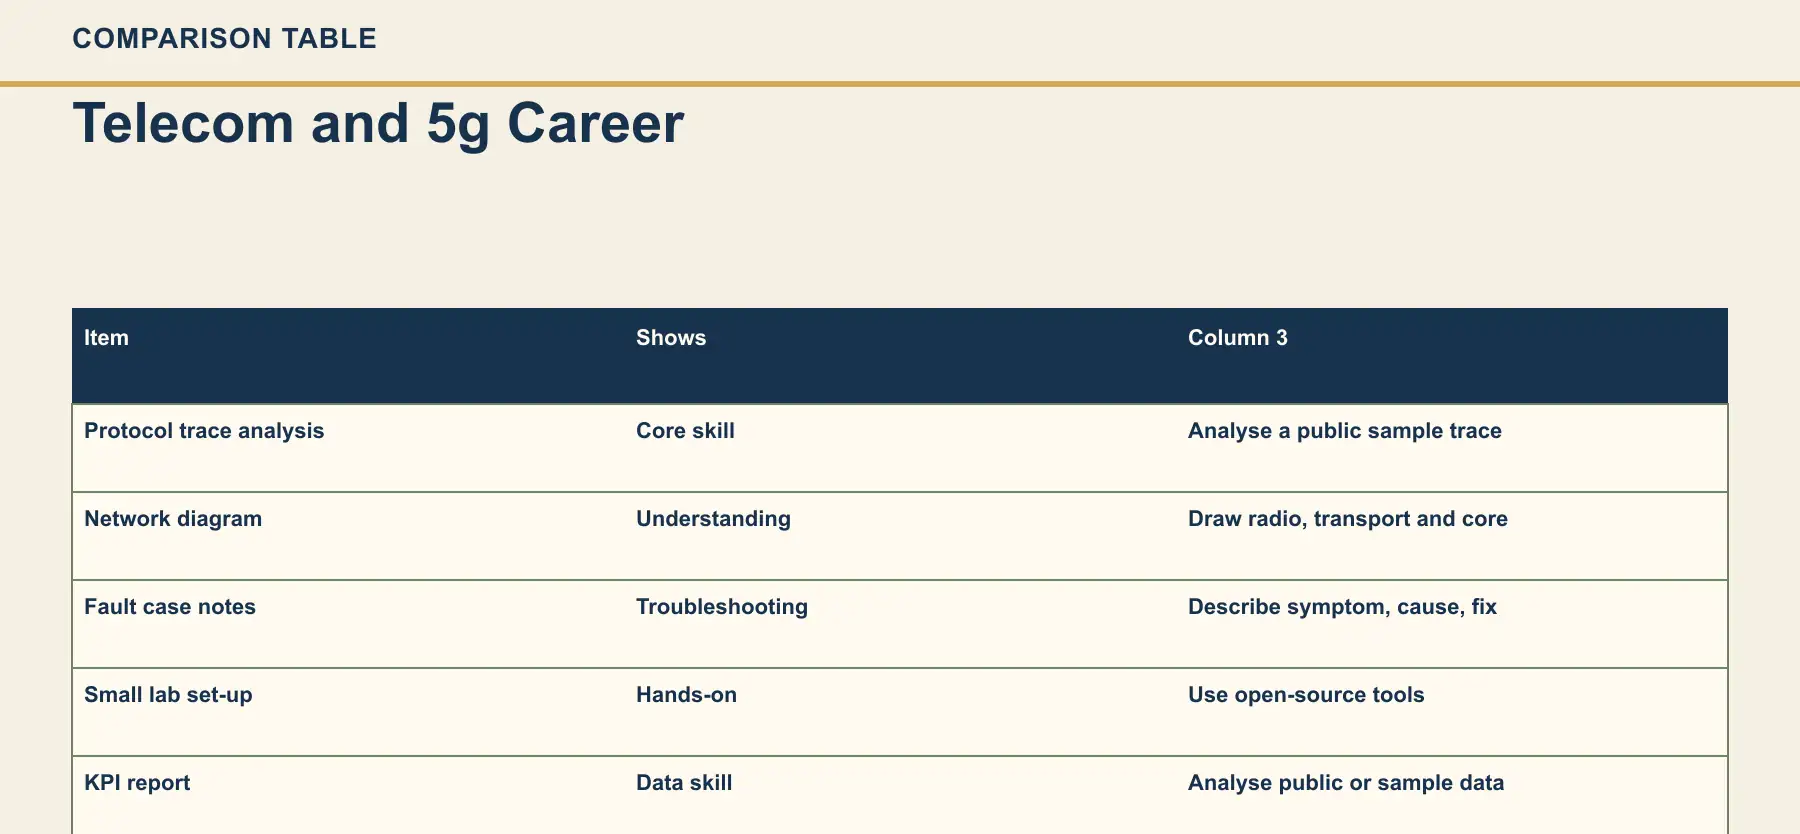 COMPARISON TABLE
Telecom and 5g Career
Item Shows Column 3
Protocol trace analysis Core skill Analyse a public sample trace
Network diagram Understanding Draw radio, transport and core
Fault case notes Troubleshooting Describe symptom, cause, fix
Small lab set-up Hands-on Use open-source tools
KPI report Data skill Analyse public or sample data